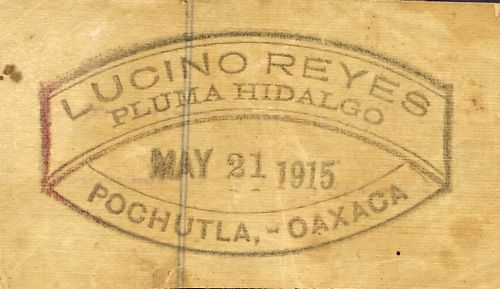 LUCINO REYES
PLUMA HIDALGO
MAY 21 1915
POCHUTLA, - OAXACA